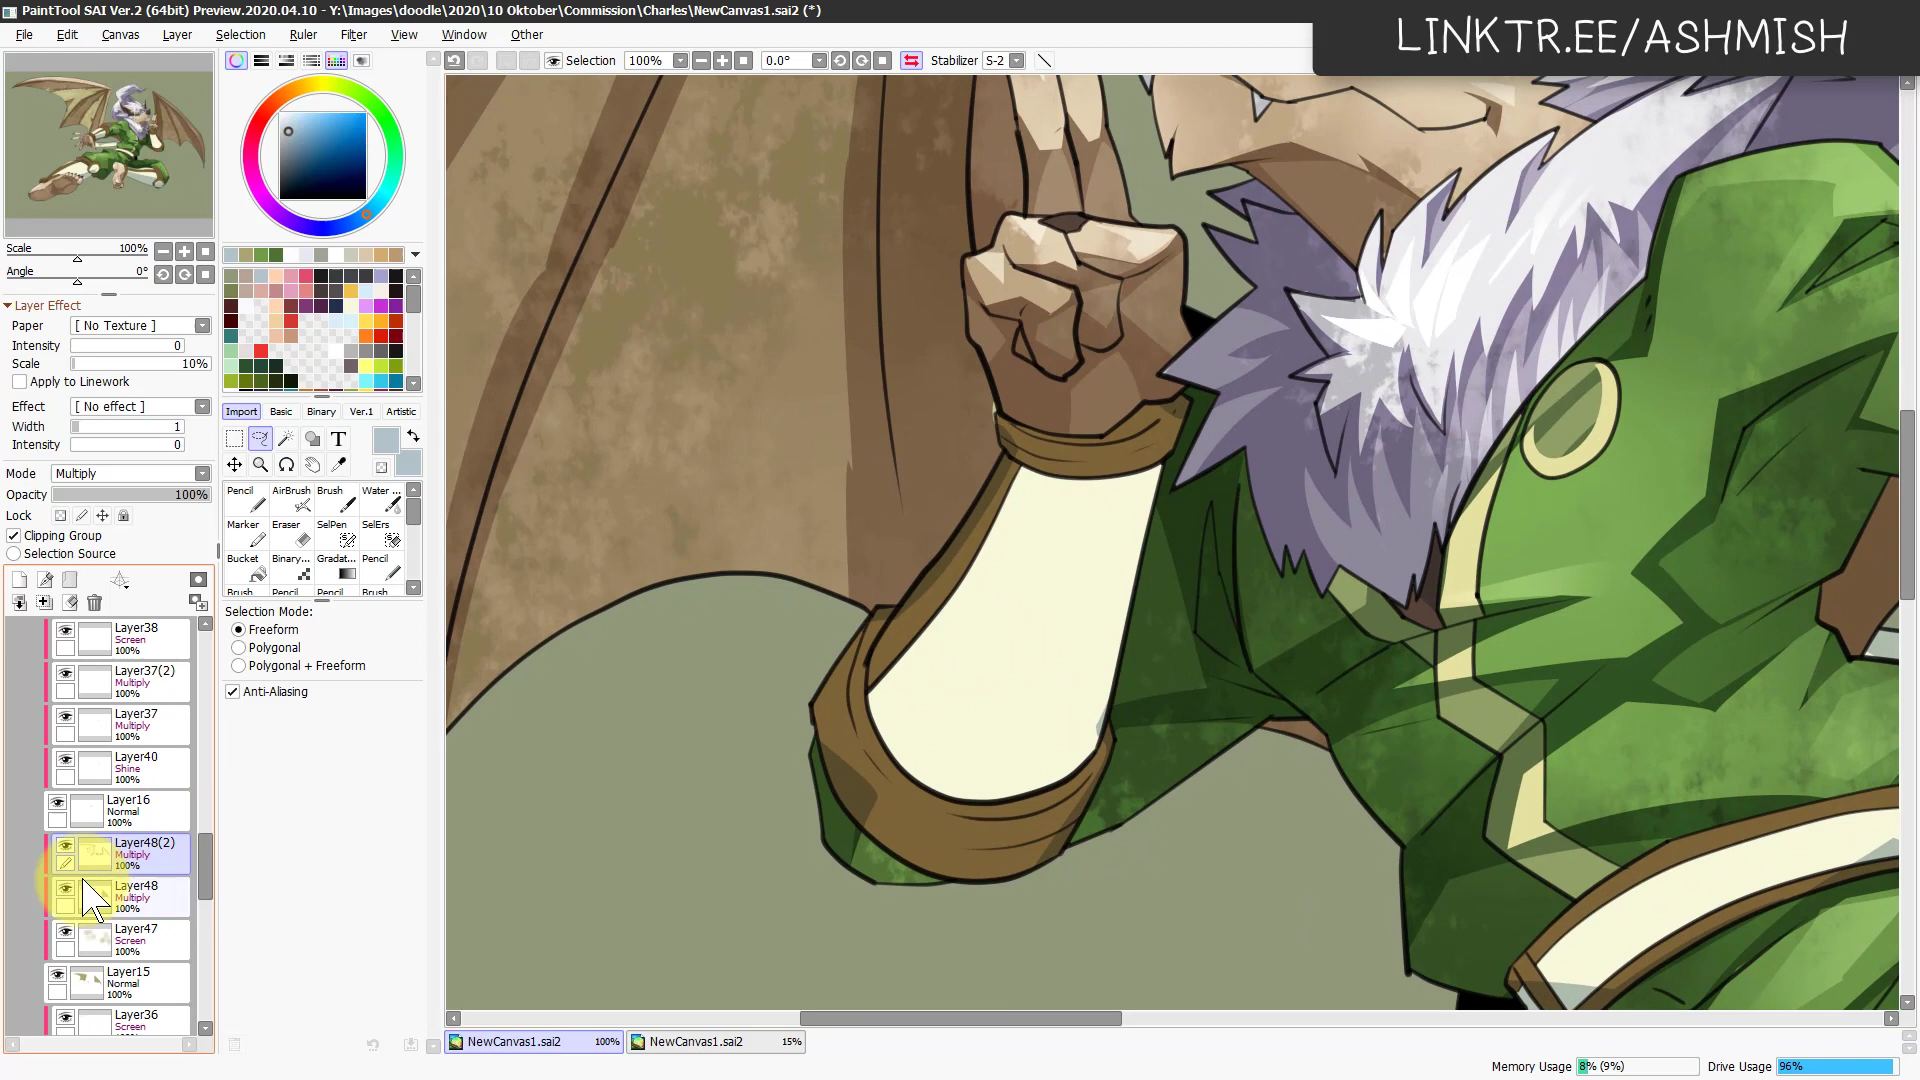 PaintTool SAI Ver.2 (64bit) Preview.2020.04.10 - Y:\Images\doodle\2020\10 Oktober\Commission\Charles\NewCanvas1.sai2 (*)
LINKTR.EE/ASHMISH
File Edit Canvas Layer Selection Ruler Filter View Window Other
Selection 100% 0.0° Stabilizer S-2
Scale 100%
Angle 0°
Layer Effect
Paper [ No Texture ]
Intensity 0
Scale 10%
Apply to Linework
Effect [ No effect ]
Width 1
Intensity 0
Mode Multiply
Opacity 100%
Lock
Clipping Group
Selection Source
Import Basic Binary Ver.1 Artistic
T
Pencil AirBrush Brush Water ...
Marker Eraser SelPen SelErs
Bucket Binary... Gradat... Pencil
Brush Pencil Pencil Brush
Selection Mode:
Freeform
Polygonal
Polygonal + Freeform
Anti-Aliasing
Layer38
Screen
100%
Layer37(2)
Multiply
100%
Layer37
Multiply
100%
Layer40
Shine
100%
Layer16
Normal
100%
Layer48(2)
Multiply
100%
Layer48
Multiply
100%
Layer47
Screen
100%
Layer15
Normal
100%
Layer36
Screen
NewCanvas1.sai2 100% NewCanvas1.sai2 15%
Memory Usage 8% (9%) Drive Usage 96%